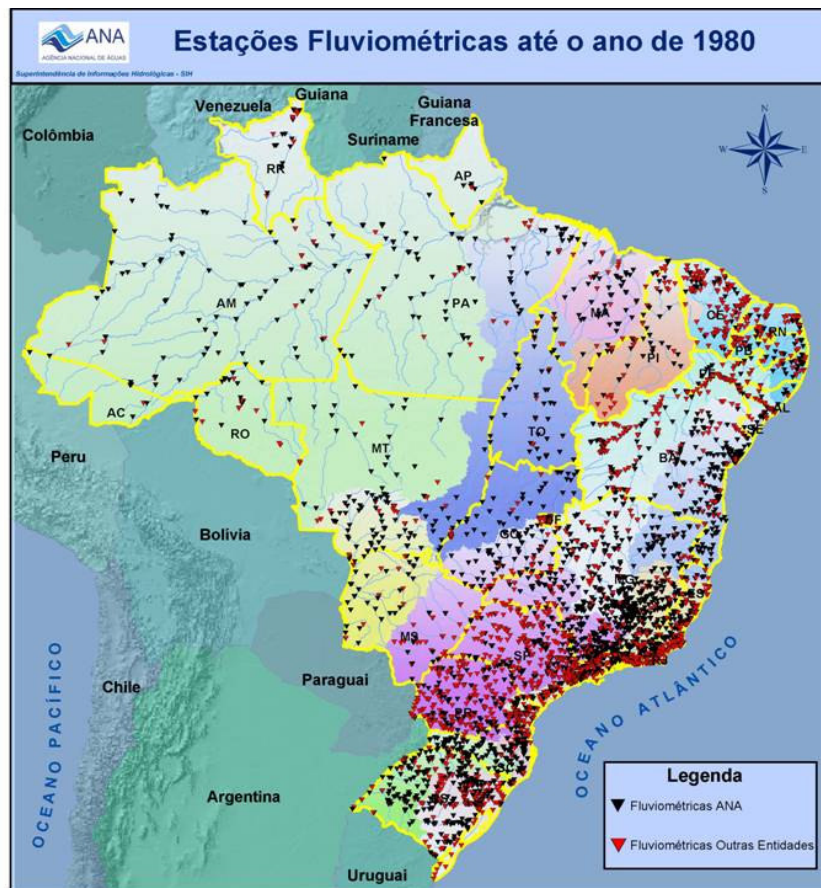 ANA
AGÊNCIA NACIONAL DE ÁGUAS
Superintendência de Informações Hidrológicas - SIH
Estações Fluviométricas até o ano de 1980
Venezuela
Guiana
Guiana
Francesa
Colômbia
Suriname
N
W
E
S
RR
AP
AM
PA
MA
CE
RN
PB
PI
PE
AL
SE
AC
RO
TO
BA
MT
Peru
Bolívia
DF
GO
MG
ES
MS
SP
RJ
Paraguai
PR
Chile
SC
RS
Argentina
Uruguai
OCEANO PACÍFICO
OCEANO ATLÂNTICO
Legenda
Fluviométricas ANA
Fluviométricas Outras Entidades